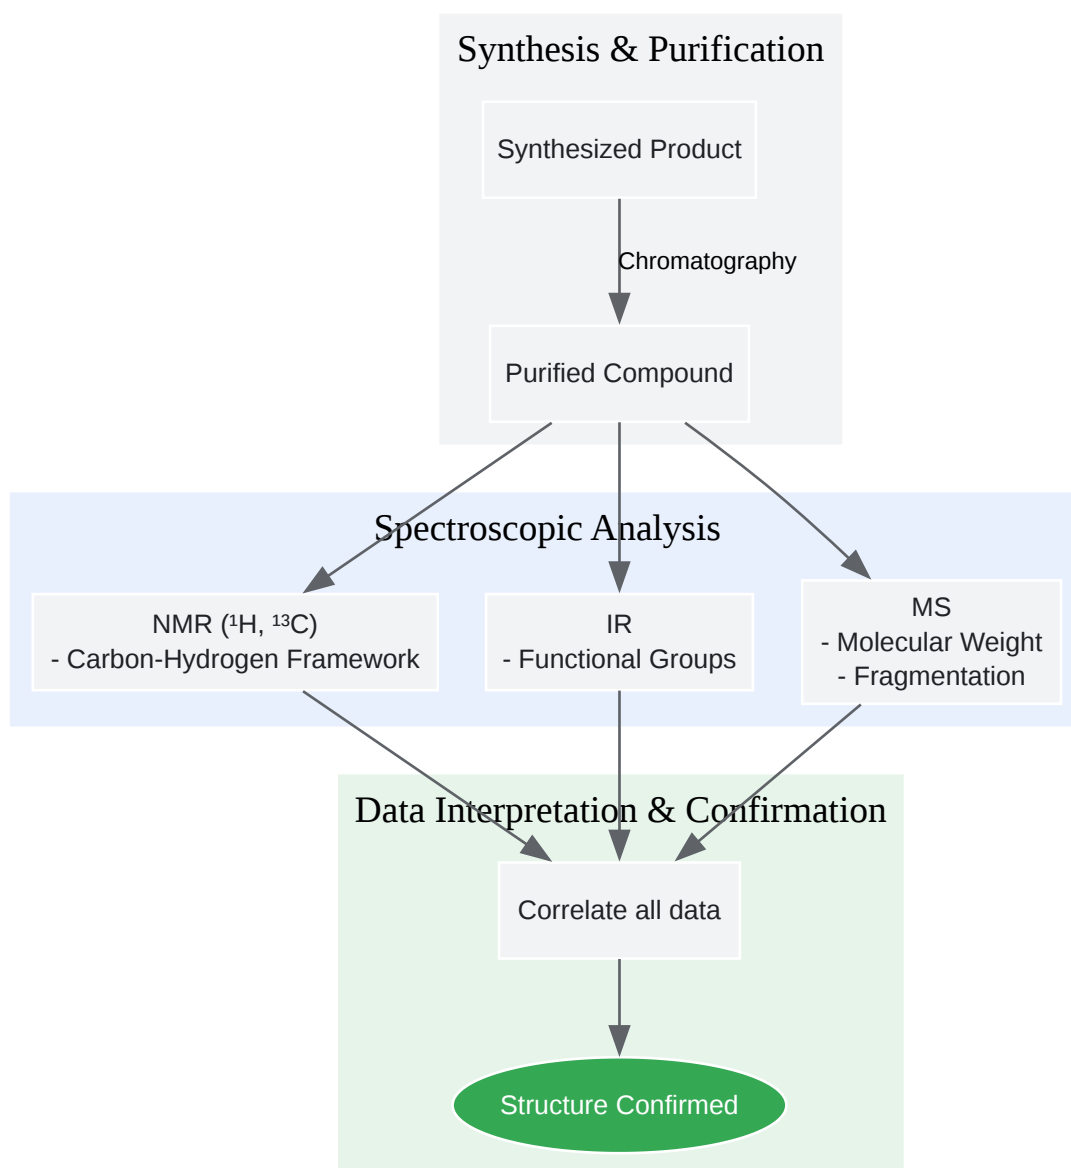 Synthesis & Purification
Synthesized Product
Chromatography
Purified Compound
Spectroscopic Analysis
NMR (¹H, ¹³C)
- Carbon-Hydrogen Framework
IR
- Functional Groups
MS
- Molecular Weight
- Fragmentation
Data Interpretation & Confirmation
Correlate all data
Structure Confirmed